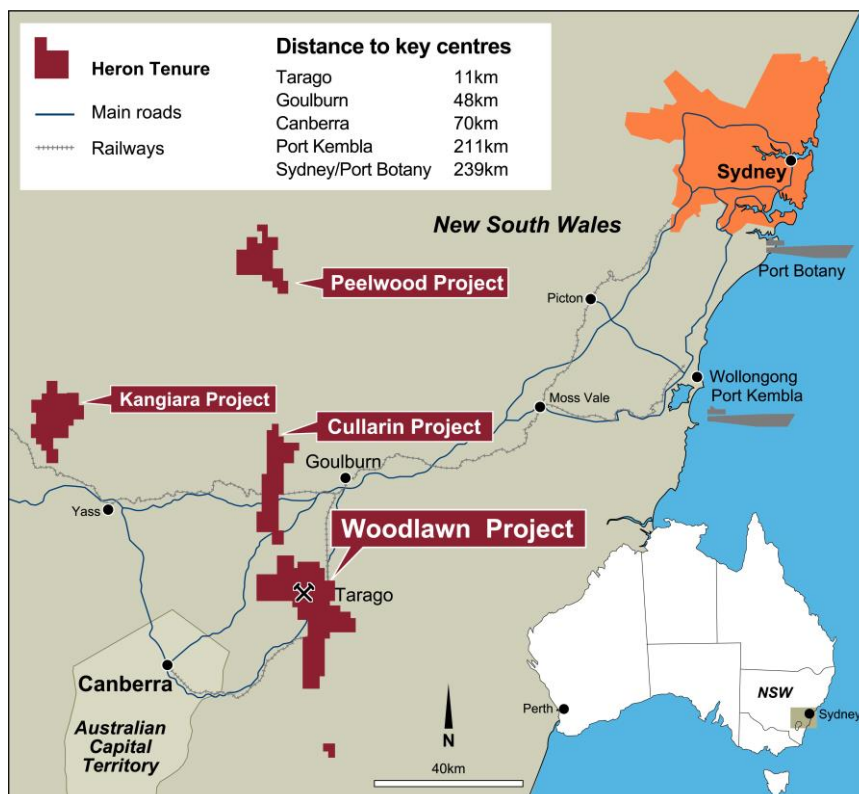 Distance to key centres
Heron Tenure
Main roads
Railways
Tarago 11km
Goulburn 48km
Canberra 70km
Port Kembla 211km
Sydney/Port Botany 239km
Sydney
New South Wales
Port Botany
Peelwood Project
Picton
Wollongong
Port Kembla
Kangiara Project
Moss Vale
Cullarin Project
Goulburn
Yass
Woodlawn Project
Tarago
Canberra
Australian
Capital
Territory
N
40km
NSW
Perth
Sydney